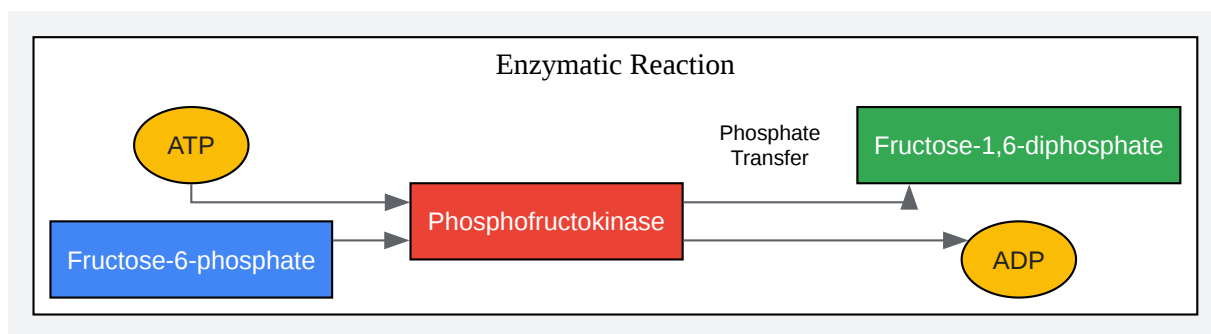 Enzymatic Reaction
ATP
Phosphate
Transfer
Fructose-1,6-diphosphate
Phosphofructokinase
Fructose-6-phosphate
ADP